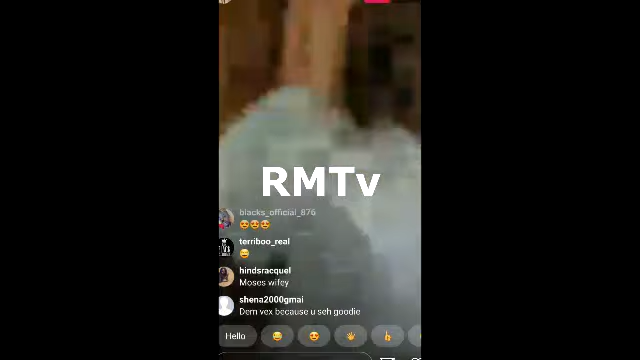 RMTv
blacks_official_876
😍😍😍
terriboo_real
😅
hindsracquel
Moses wifey
shena2000gmai
Dem vex because u seh goodie
Hello 😂 😍 👋